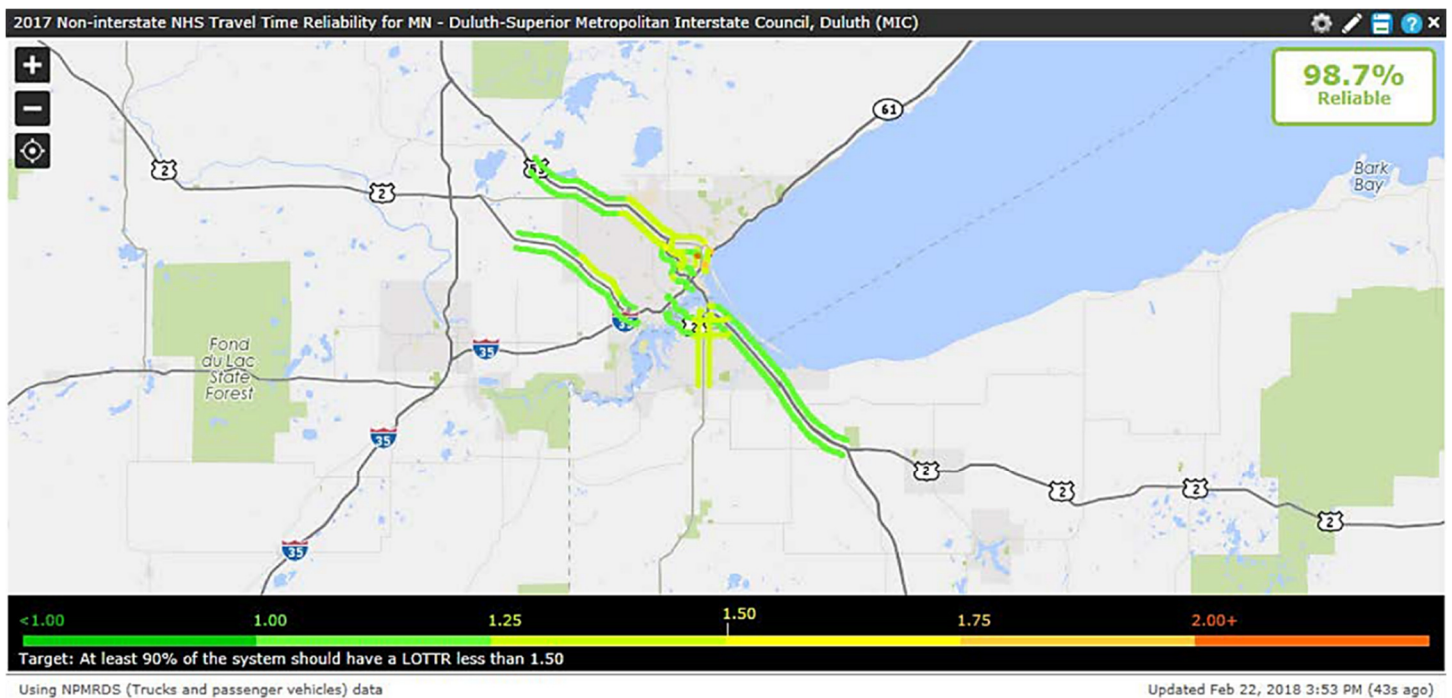 2017 Non-interstate NHS Travel Time Reliability for MN - Duluth-Superior Metropolitan Interstate Council, Duluth (MIC)
98.7%
Reliable
61
2
53
2
Bark
Bay
35
2
Fond
du Lac
State
Forest
35
35
2
2
2
2
35
<1.00 1.00 1.25 1.50 1.75 2.00+
Target: At least 90% of the system should have a LOTTR less than 1.50
Using NPMRDS (Trucks and passenger vehicles) data
Updated Feb 22, 2018 3:53 PM (43s ago)